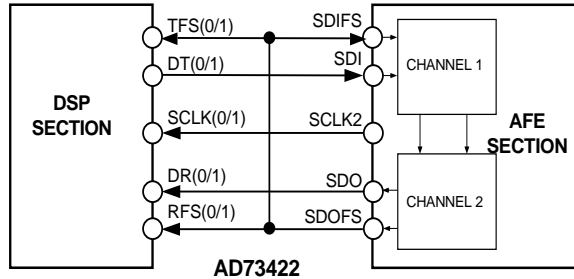 TFS(0/1) SDIFS
DT(0/1) SDI
CHANNEL 1
DSP
SECTION
SCLK(0/1) SCLK2
AFE
SECTION
DR(0/1) SDO
CHANNEL 2
RFS(0/1) SDOFS
AD73422